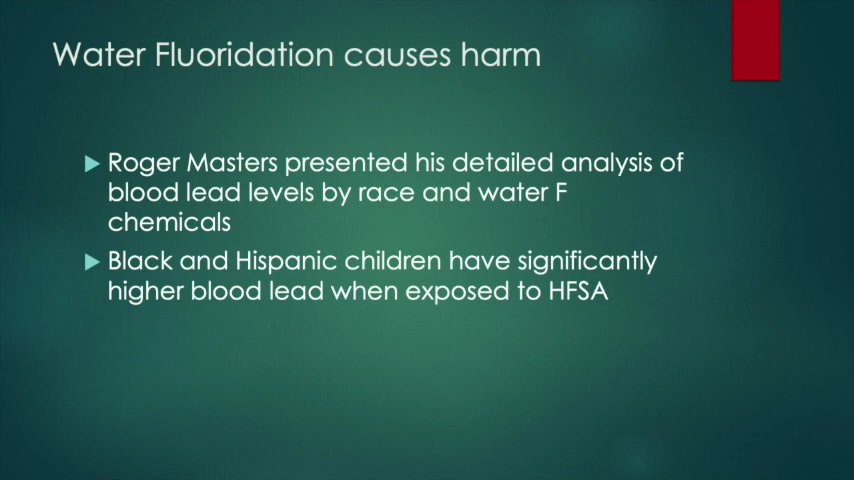 Water Fluoridation causes harm
Roger Masters presented his detailed analysis of
blood lead levels by race and water F
chemicals
Black and Hispanic children have significantly
higher blood lead when exposed to HFSA